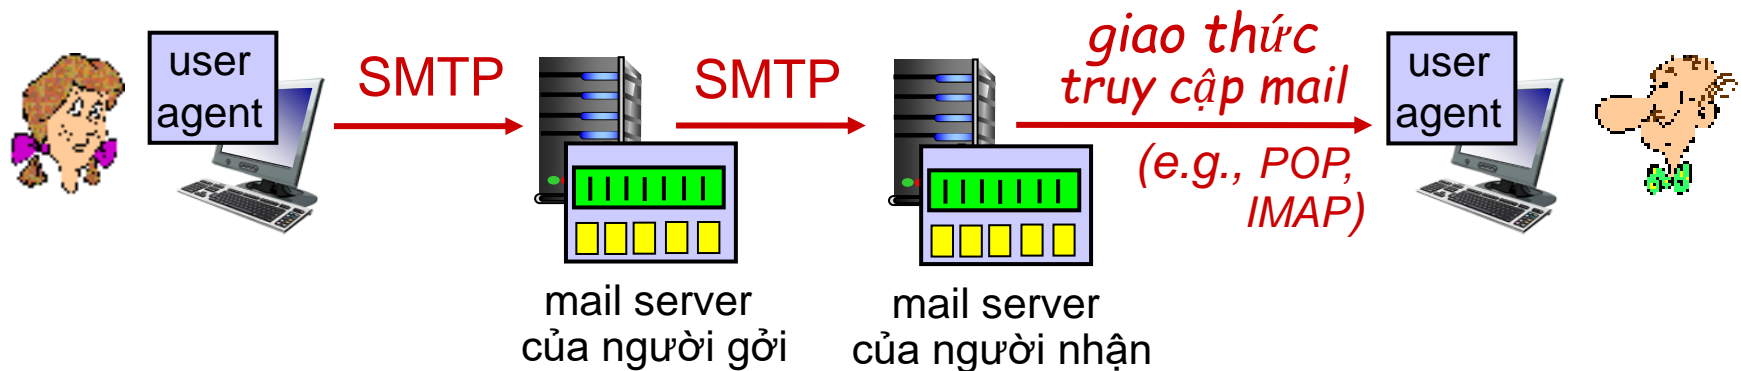 user
agent
SMTP
SMTP
giao thức
truy cập mail
(e.g., POP,
IMAP)
user
agent
mail server
của người gởi
mail server
của người nhận